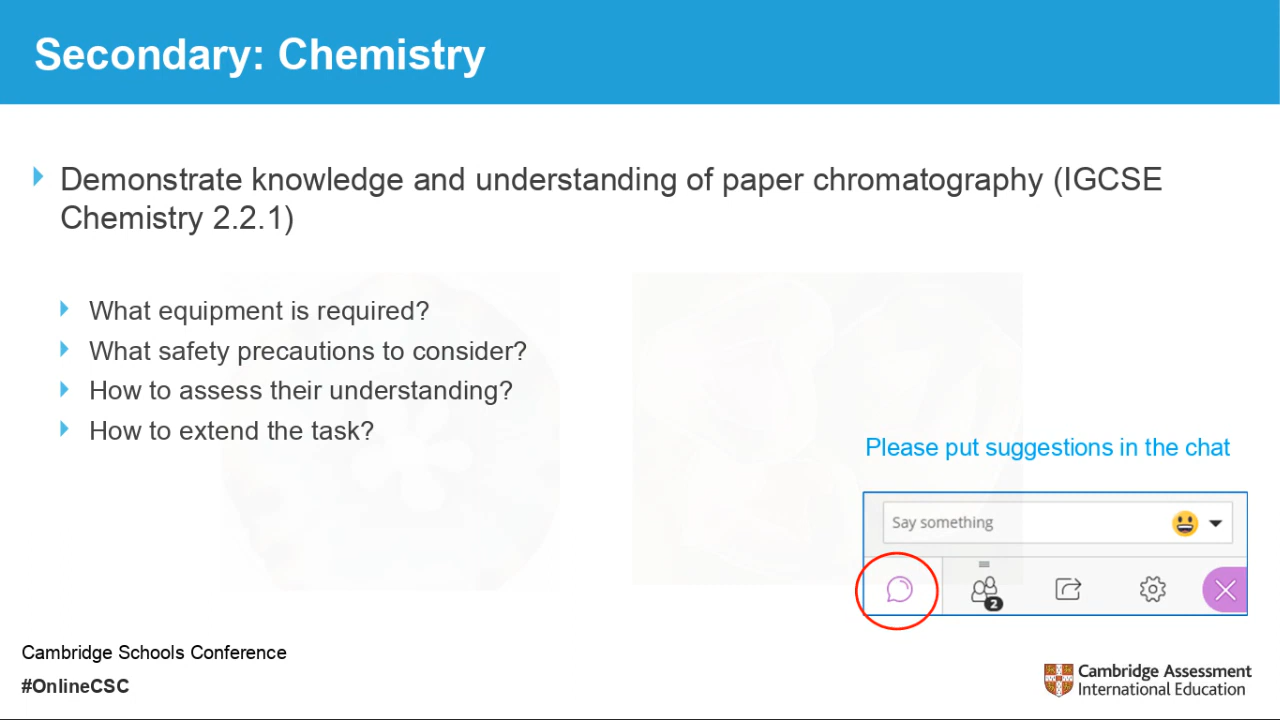 Secondary: Chemistry
Demonstrate knowledge and understanding of paper chromatography (IGCSE
Chemistry 2.2.1)
What equipment is required?
What safety precautions to consider?
How to assess their understanding?
How to extend the task?
Please put suggestions in the chat
Say something
2
Cambridge Schools Conference
#OnlineCSC
Cambridge Assessment
International Education